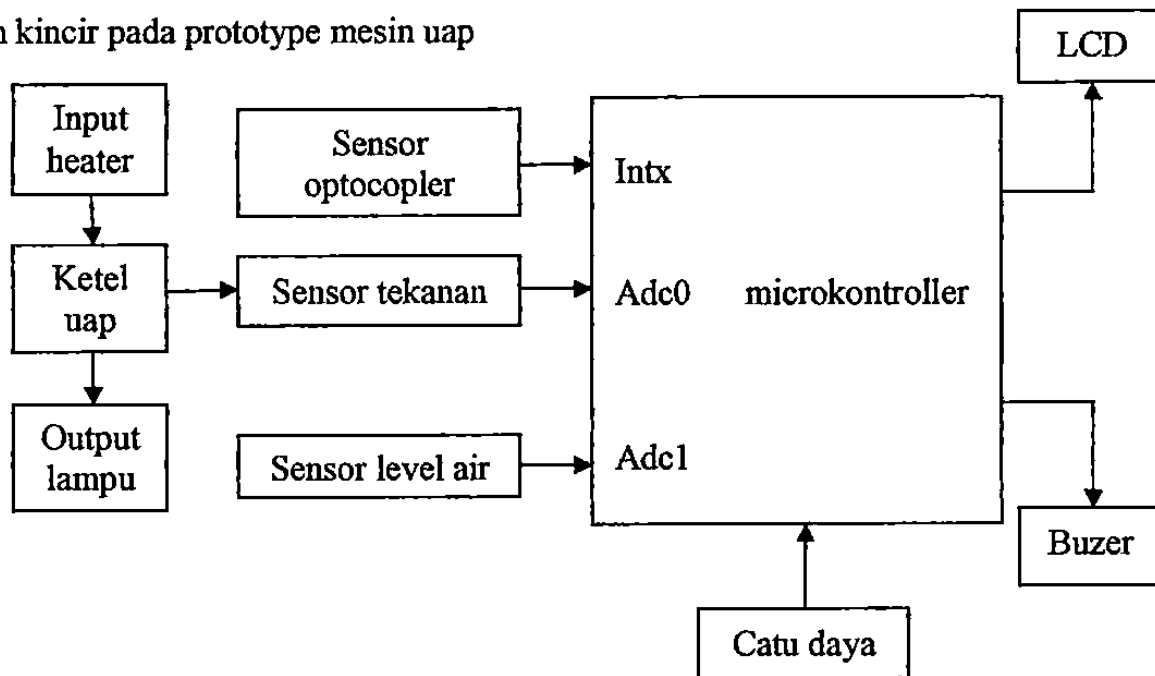 kincir pada prototype mesin uap
LCD
Input
heater
Sensor
optocopler
Intx
Ketel
uap
Sensor tekanan
Adc0
microkontroller
Output
lampu
Sensor level air
Adc1
Buzer
Catu daya